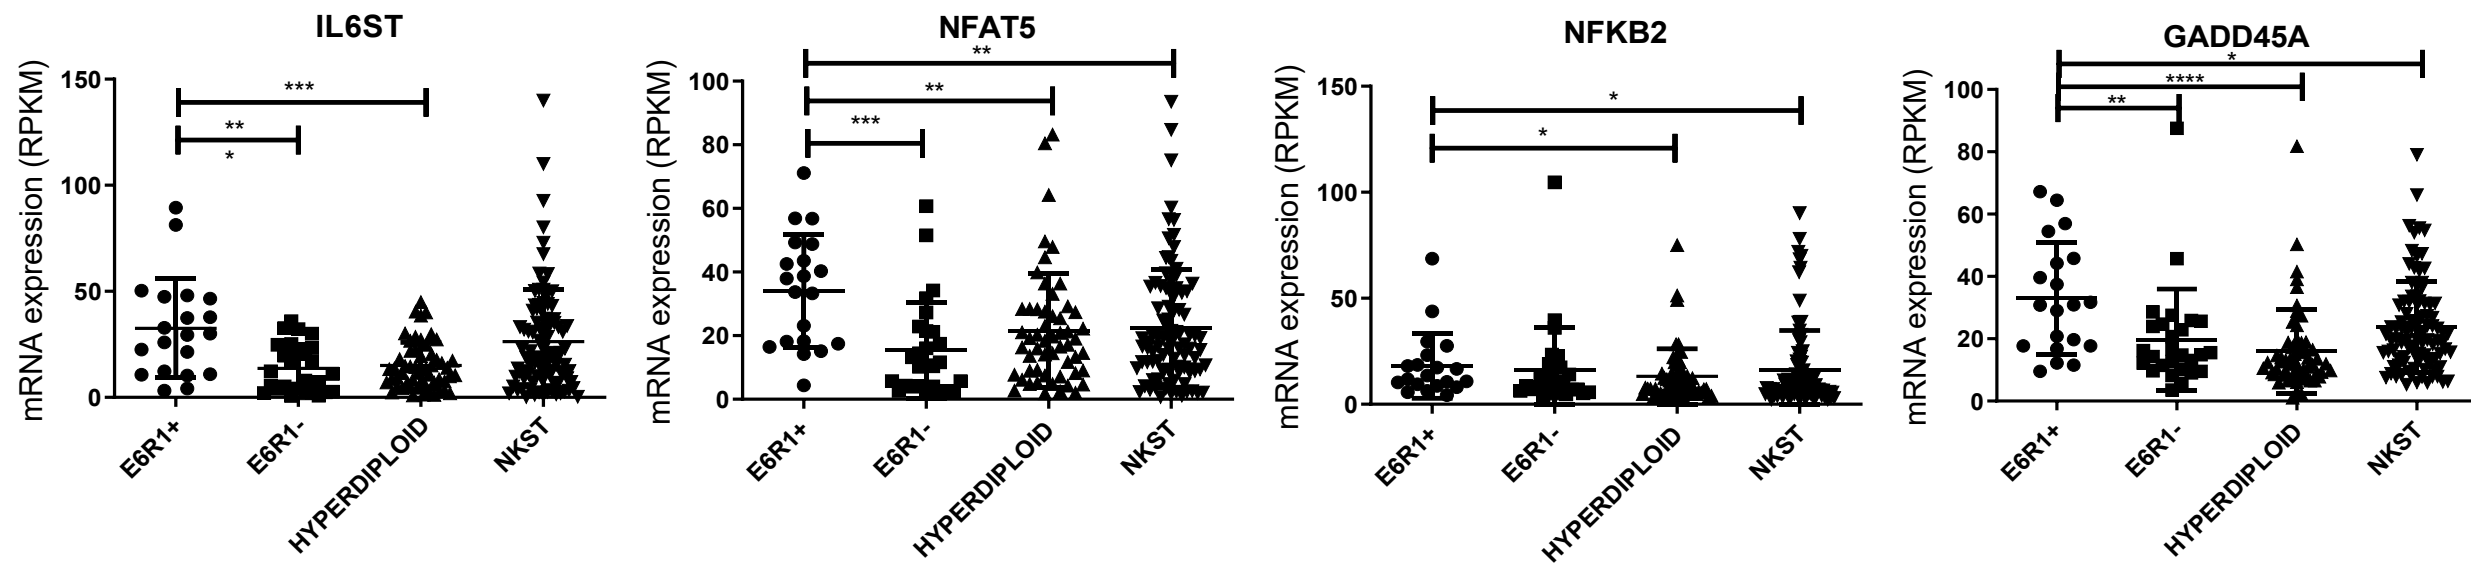 IL6ST
mRNA expression (RPKM)
150
100
50
0
***
**
*
E6R1+
E6R1-
HYPERDIPLOID
NKST
NFAT5
mRNA expression (RPKM)
100
80
60
40
20
0
**
**
***
E6R1+
E6R1-
HYPERDIPLOID
NKST
NFKB2
mRNA expression (RPKM)
150
100
50
0
*
*
E6R1+
E6R1-
HYPERDIPLOID
NKST
GADD45A
mRNA expression (RPKM)
100
80
60
40
20
0
*
****
**
E6R1+
E6R1-
HYPERDIPLOID
NKST